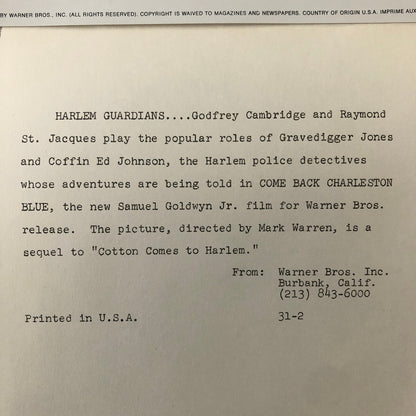 BY WARNER BROS., INC. (ALL RIGHTS RESERVED). COPYRIGHT IS WAIVED TO MAGAZINES AND NEWSPAPERS. COUNTRY OF ORIGIN U.S.A. IMPRIME AUX
HARLEM GUARDIANS....Godfrey Cambridge and Raymond
St. Jacques play the popular roles of Gravedigger Jones
and Coffin Ed Johnson, the Harlem police detectives
whose adventures are being told in COME BACK CHARLESTON
BLUE, the new Samuel Goldwyn Jr. film for Warner Bros.
release. The picture, directed by Mark Warren, is a
sequel to "Cotton Comes to Harlem."
From: Warner Bros. Inc.
Burbank, Calif.
(213) 843-6000
Printed in U.S.A. 31-2